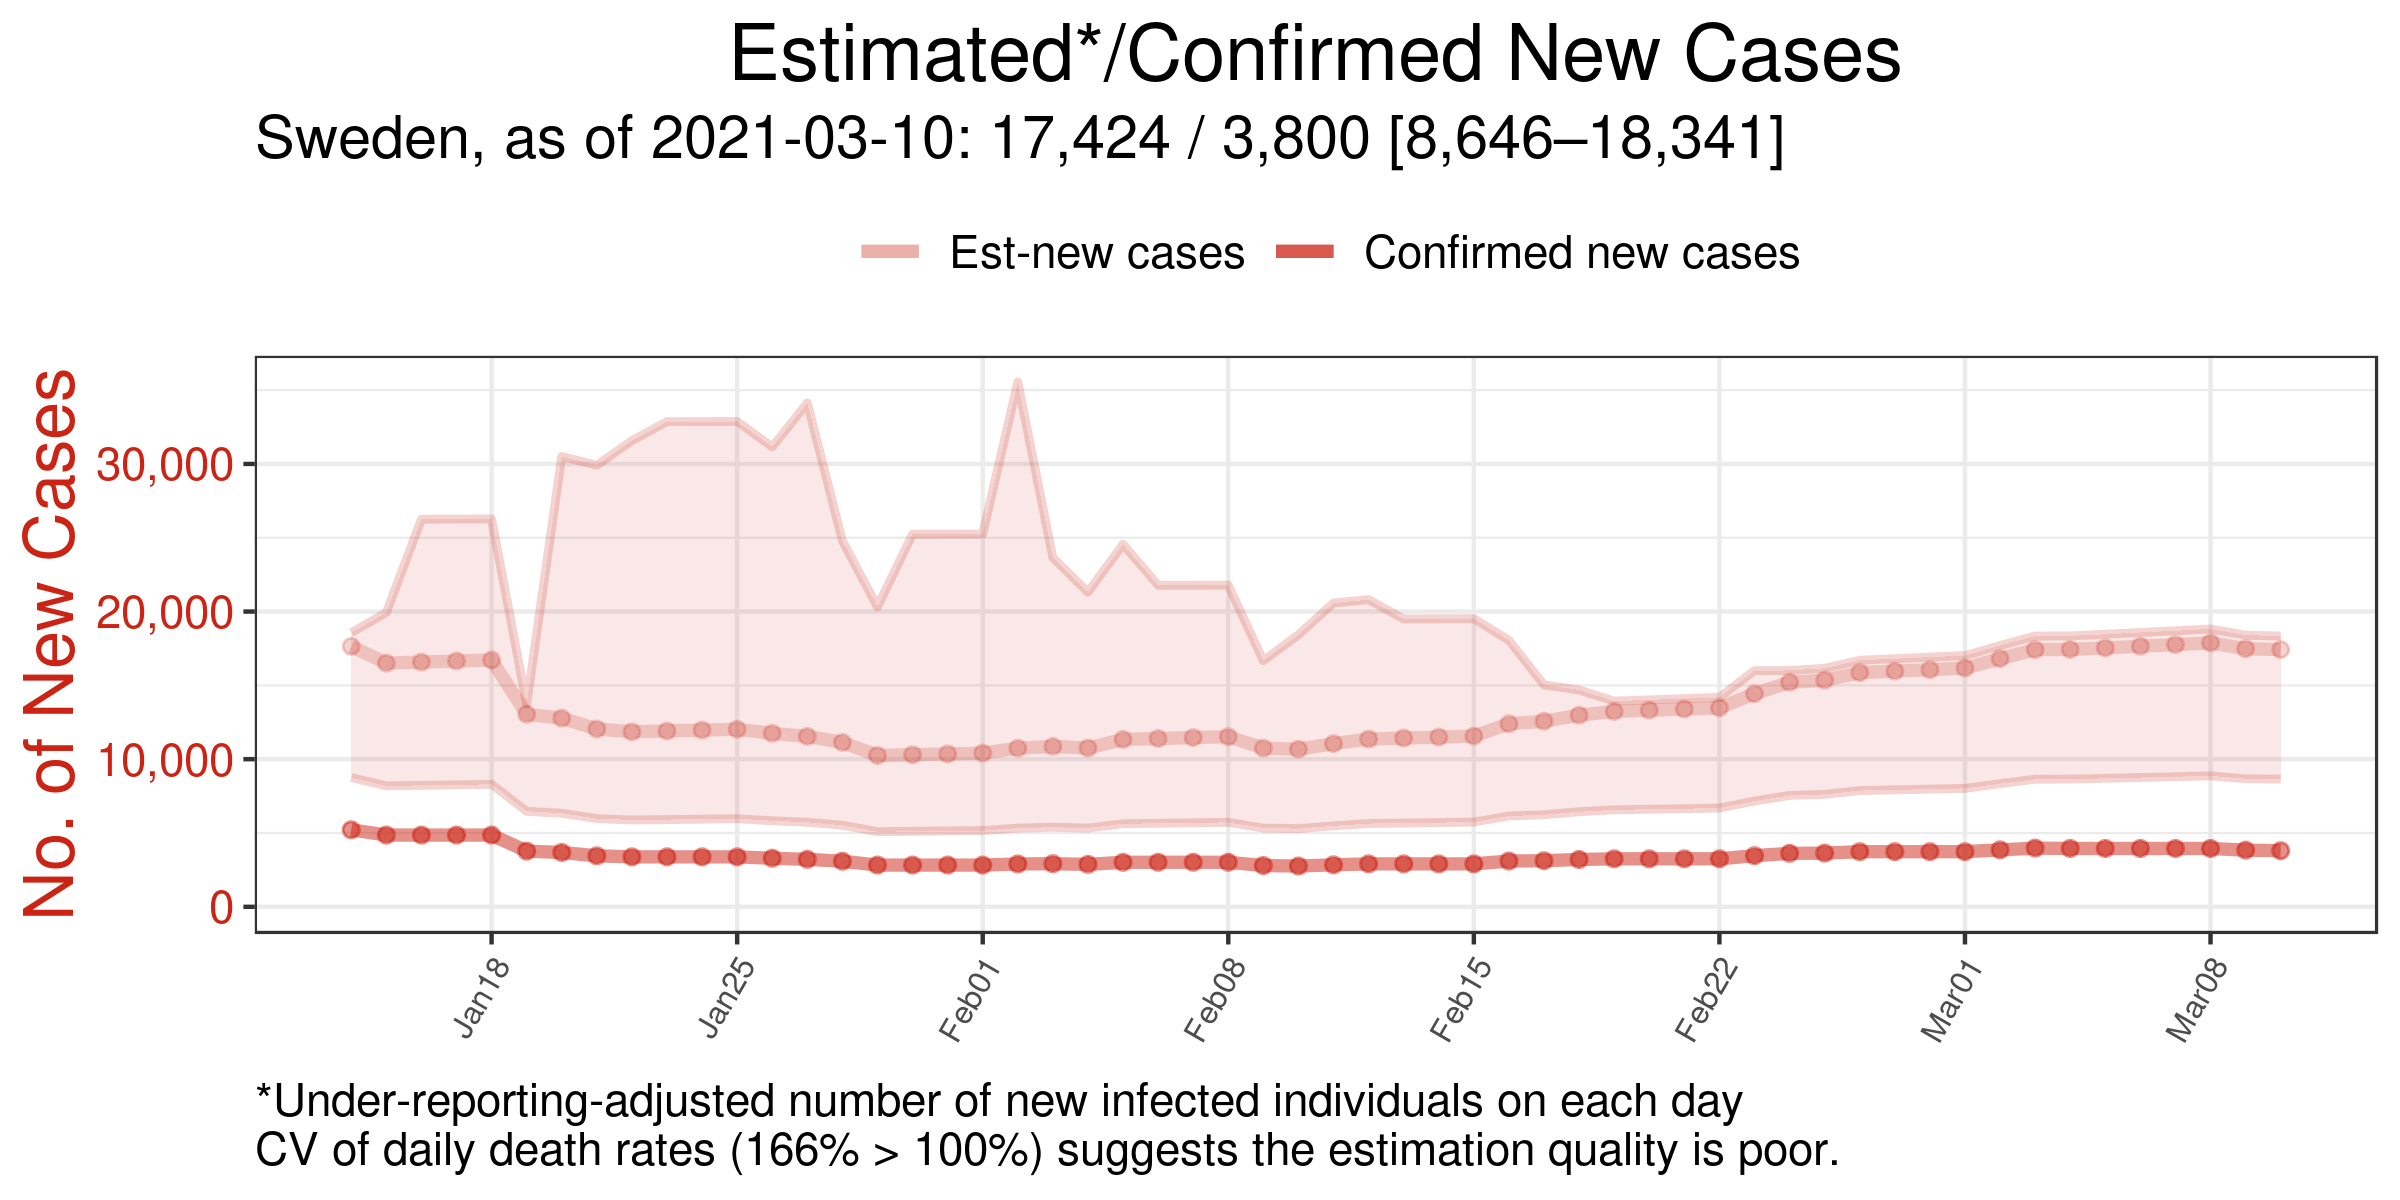 Estimated*/Confirmed New Cases
Sweden, as of 2021-03-10: 17,424 / 3,800 [8,646–18,341]
Est-new cases
Confirmed new cases
No. of New Cases
30,000
20,000
10,000
0
Jan18
Jan25
Feb01
Feb08
Feb15
Feb22
Mar01
Mar08
*Under-reporting-adjusted number of new infected individuals on each day
CV of daily death rates (166% > 100%) suggests the estimation quality is poor.